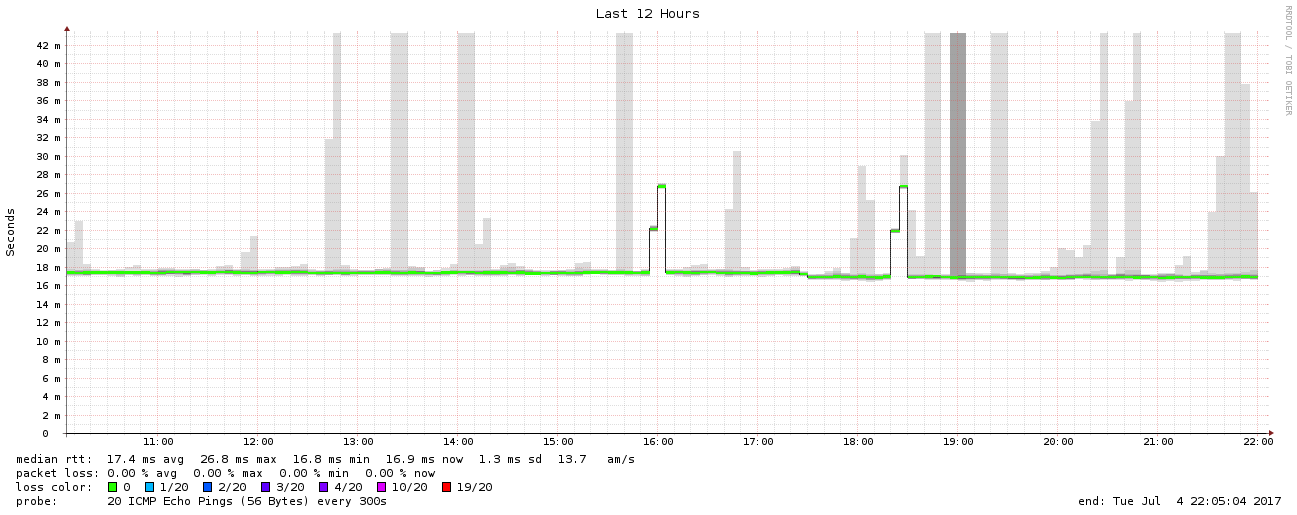 Last 12 Hours
RRDTOOL / TOBI OETIKER
Seconds
42 m
40 m
38 m
36 m
34 m
32 m
30 m
28 m
26 m
24 m
22 m
20 m
18 m
16 m
14 m
12 m
10 m
8 m
6 m
4 m
2 m
0
11:00 12:00 13:00 14:00 15:00 16:00 17:00 18:00 19:00 20:00 21:00 22:00
median rtt: 17.4 ms avg 26.8 ms max 16.8 ms min 16.9 ms now 1.3 ms sd 13.7 am/s
packet loss: 0.00 % avg 0.00 % max 0.00 % min 0.00 % now
loss color: 0 1/20 2/20 3/20 4/20 10/20 19/20
probe: 20 ICMP Echo Pings (56 Bytes) every 300s end: Tue Jul 4 22:05:04 2017